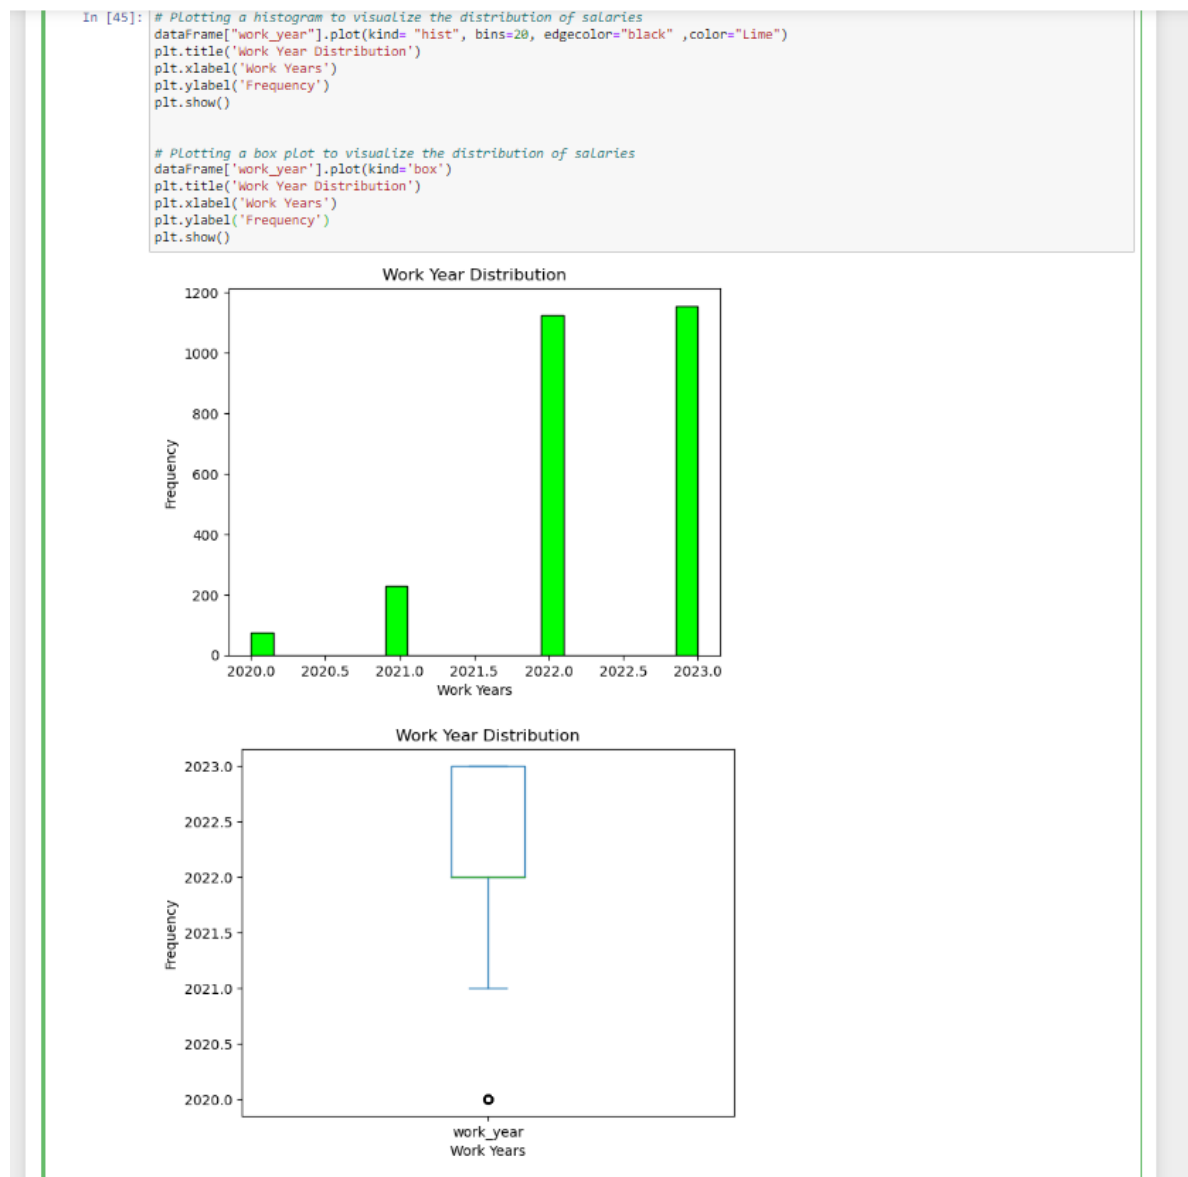 In [45]: # Plotting a histogram to visualize the distribution of salaries
dataFrame["work_year"].plot(kind= "hist", bins=20, edgecolor="black" ,color="Lime")
plt.title('Work Year Distribution')
plt.xlabel('Work Years')
plt.ylabel('Frequency')
plt.show()
# Plotting a box plot to visualize the distribution of salaries
dataFrame['work_year'].plot(kind='box')
plt.title('Work Year Distribution')
plt.xlabel('Work Years')
plt.ylabel('Frequency')
plt.show()
Work Year Distribution
1200
1000
800
600
400
200
0
Frequency
2020.0 2020.5 2021.0 2021.5 2022.0 2022.5 2023.0
Work Years
Work Year Distribution
2023.0
2022.5
2022.0
2021.5
2021.0
2020.5
2020.0
Frequency
work_year
Work Years